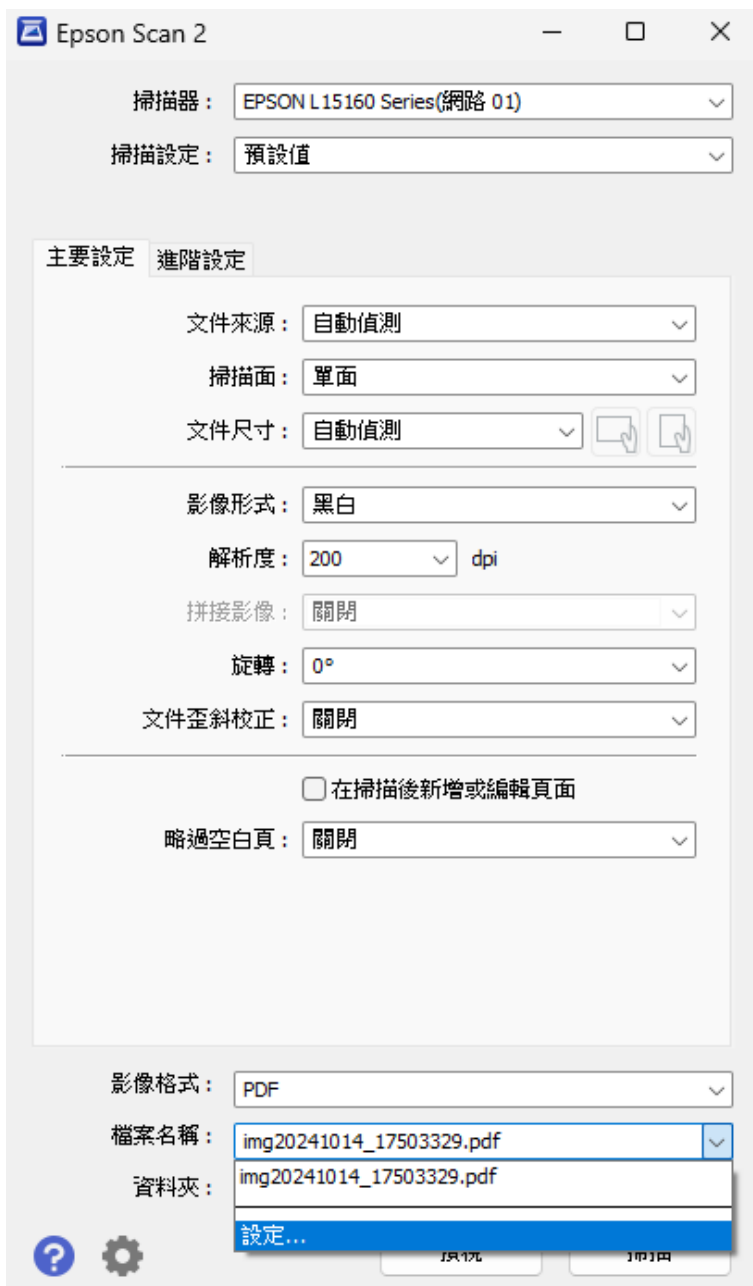 Epson Scan 2
掃描器： EPSON L15160 Series(網路 01)
掃描設定： 預設值
主要設定 進階設定
文件來源： 自動偵測
掃描面： 單面
文件尺寸： 自動偵測
影像形式： 黑白
解析度： 200 dpi
拼接影像： 關閉
旋轉： 0°
文件歪斜校正： 關閉
在掃描後新增或編輯頁面
略過空白頁： 關閉
影像格式： PDF
檔案名稱： img20241014_17503329.pdf
資料夾： img20241014_17503329.pdf
設定...
預視 掃描